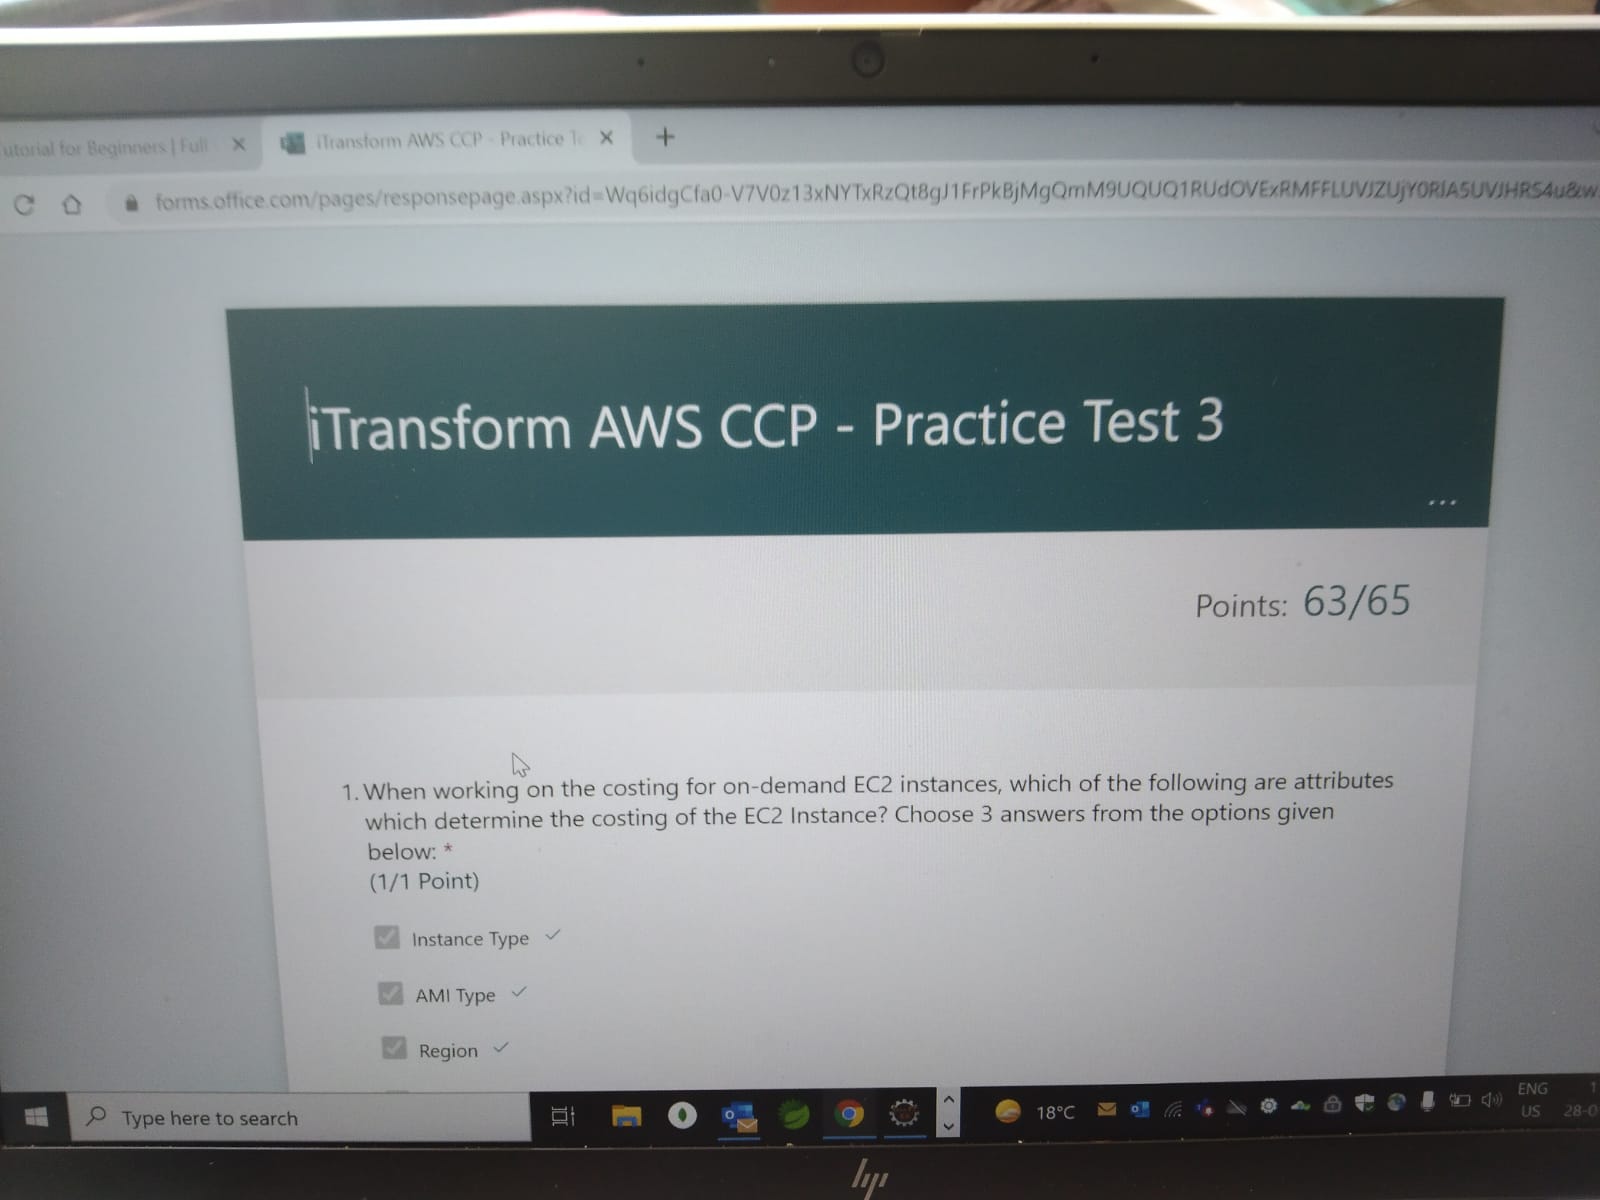 utorial for Beginners | Full
iTransform AWS CCP - Practice Te
forms.office.com/pages/responsepage.aspx?id=
iTransform AWS CCP - Practice Test 3
...
Points: 63/65
1. When working on the costing for on-demand EC2 instances, which of the following are attributes
which determine the costing of the EC2 Instance? Choose 3 answers from the options given
below: *
(1/1 Point)
Instance Type
AMI Type
Region
Type here to search
18°C
ENG
US
28-0
hp